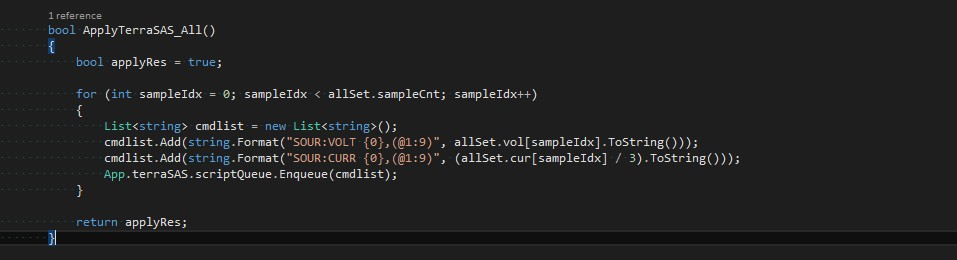 1 reference
bool ApplyTerraSAS_All()
{
bool applyRes = true;
for (int sampleIdx = 0; sampleIdx < allSet.sampleCnt; sampleIdx++)
{
List<string> cmdlist = new List<string>();
cmdlist.Add(string.Format("SOUR:VOLT {0},(@1:9)", allSet.vol[sampleIdx].ToString()));
cmdlist.Add(string.Format("SOUR:CURR {0},(@1:9)", (allSet.cur[sampleIdx] / 3).ToString()));
App.terraSAS.scriptQueue.Enqueue(cmdlist);
}
return applyRes;
}